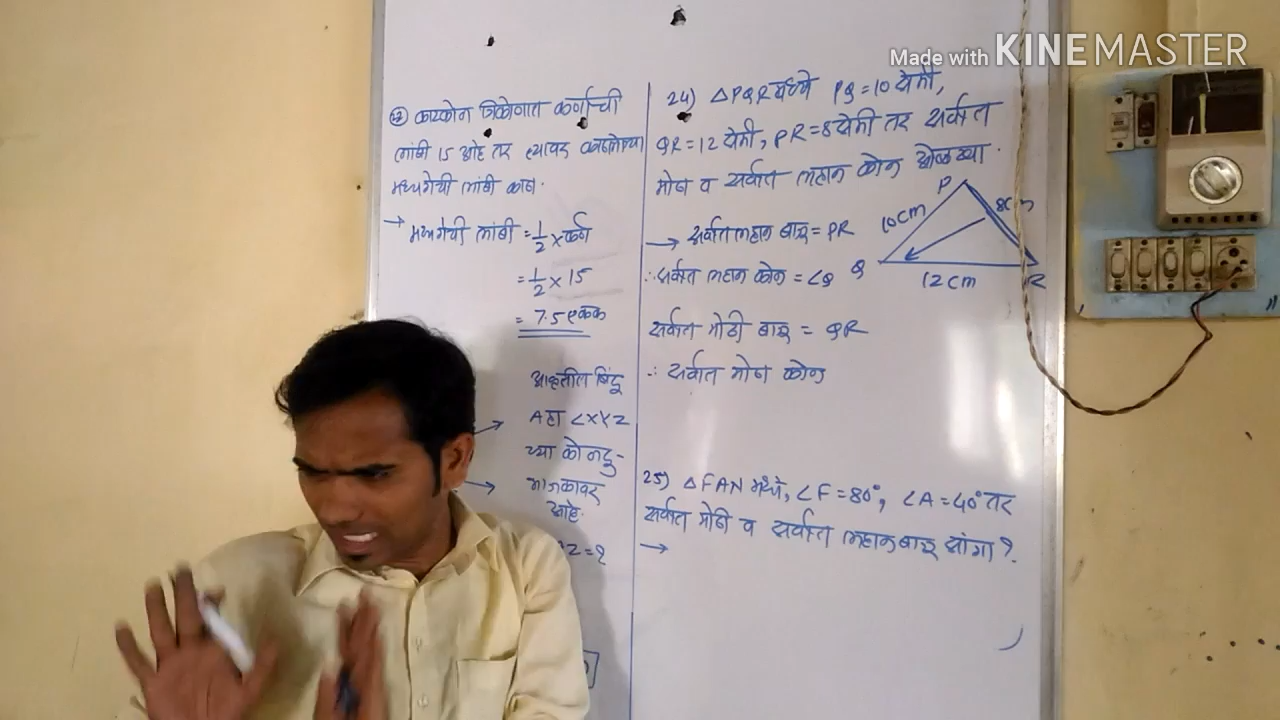 Made with KINEMASTER
काटकोन त्रिकोणात कर्णाची
लांबी 15 आहे तर त्यावर काढलेल्या
मध्यगेची लांबी काढा.
→ मध्यगेची लांबी = 1/2 × कर्ण
= 1/2 × 15
= 7.5 एकक
आकृतीतील बिंदू
→ A हा ∠XYZ
च्या कोनदु-
→ भाजकावर
आहे.
24) △PQR मध्ये PQ = 10 सेमी,
QR = 12 सेमी, PR = 8 सेमी तर सर्वात
मोठा व सर्वात लहान कोन ओळखा.
→ सर्वात लहान बाजू = PR
∴ सर्वात लहान कोन = ∠Q
सर्वात मोठी बाजू = QR
∴ सर्वात मोठा कोन
P
10cm
8cm
Q
12cm
R
25) △FAN मध्ये, ∠F = 80°, ∠A = 40° तर
सर्वात मोठी व सर्वात लहान बाजू सांगा?
→